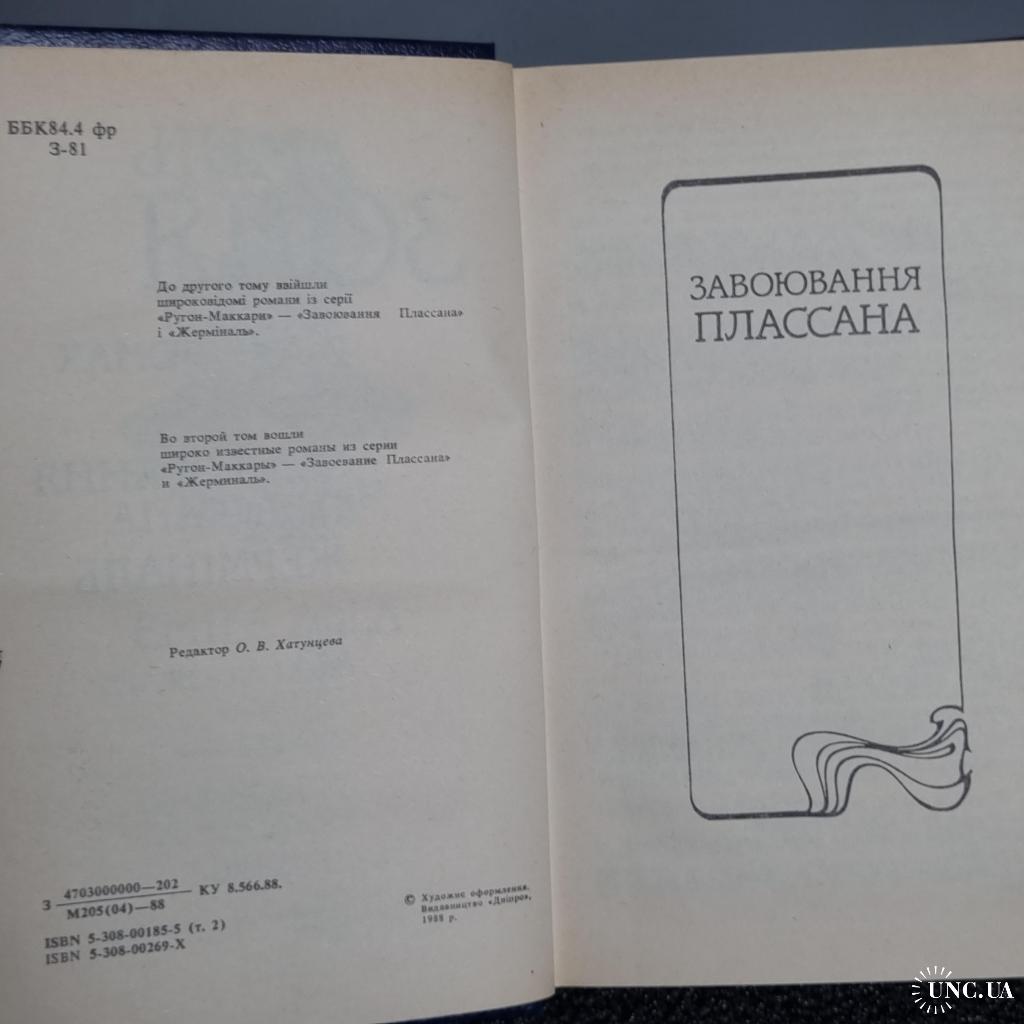 ББК84.4 фр
З-81
До другого тому ввійшли
широковідомі романи із серії
«Ругон-Маккари» — «Завоювання Плассана»
і «Жерміналь».
Во второй том вошли
широко известные романы из серии
«Ругон-Маккары» — «Завоевание Плассана»
и «Жерминаль».
Редактор О. В. Хатунцева
З 4703000000—202 КУ 8.566.88.
М205(04)—88
ISBN 5-308-00185-5 (т. 2)
ISBN 5-308-00269-X
© Художнє оформлення.
Видавництво «Дніпро»,
1988 р.
ЗАВОЮВАННЯ
ПЛАССАНА
UNC.UA